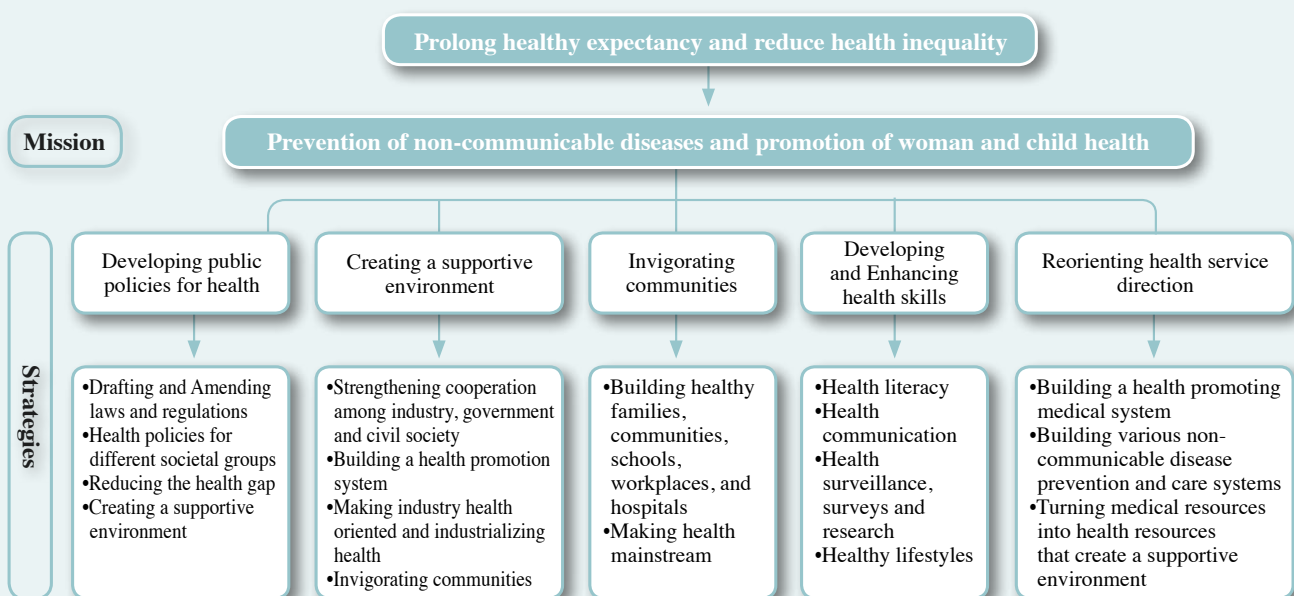 Prolong healthy expectancy and reduce health inequality
Mission
Prevention of non-communicable diseases and promotion of woman and child health
Strategies
Developing public
policies for health
Creating a supportive
environment
Invigorating
communities
Developing
and Enhancing
health skills
Reorienting health service
direction
•Drafting and Amending
laws and regulations
•Health policies for
different societal groups
•Reducing the health gap
•Creating a supportive
environment
•Strengthening cooperation
among industry, government
and civil society
•Building a health promotion
system
•Making industry health
oriented and industrializing
health
•Invigorating communities
•Building healthy
families,
communities,
schools,
workplaces, and
hospitals
•Making health
mainstream
•Health literacy
•Health
communication
•Health
surveillance,
surveys and
research
•Healthy lifestyles
•Building a health promoting
medical system
•Building various non-
communicable disease
prevention and care systems
•Turning medical resources
into health resources
that create a supportive
environment